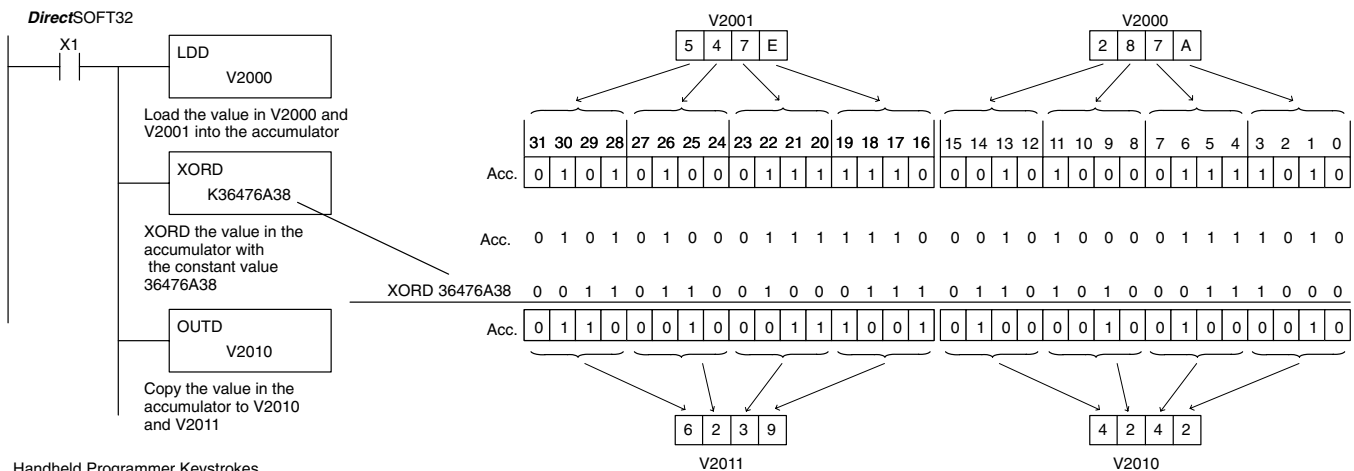 DirectSOFT32
X1
LDD
V2000
Load the value in V2000 and
V2001 into the accumulator
XORD
K36476A38
XORD the value in the
accumulator with
the constant value
36476A38
OUTD
V2010
Copy the value in the
accumulator to V2010
and V2011
Handheld Programmer Keystrokes
V2001 V2000
5 4 7 E 2 8 7 A
31 30 29 28 27 26 25 24 23 22 21 20 19 18 17 16 15 14 13 12 11 10 9 8 7 6 5 4 3 2 1 0
Acc. 0 1 0 1 0 1 0 0 0 1 1 1 1 1 1 0 0 0 1 0 1 0 0 0 0 1 1 1 1 0 1 0
Acc. 0 1 0 1 0 1 0 0 0 1 1 1 1 1 1 0 0 0 1 0 1 0 0 0 0 1 1 1 1 0 1 0
XORD 36476A38 0 0 1 1 0 1 1 0 0 1 0 0 0 1 1 1 0 1 1 0 1 0 1 0 0 0 1 1 1 0 0 0
Acc. 0 1 1 0 0 0 1 0 0 0 1 1 1 0 0 1 0 1 0 0 0 0 1 0 0 1 0 0 0 0 1 0
6 2 3 9 4 2 4 2
V2011 V2010